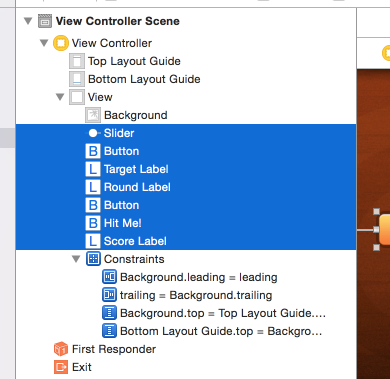 View Controller Scene
View Controller
Top Layout Guide
Bottom Layout Guide
View
Background
Slider
B Button
L Target Label
L Round Label
B Button
B Hit Me!
L Score Label
Constraints
Background.leading = leading
trailing = Background.trailing
Background.top = Top Layout Guide....
Bottom Layout Guide.top = Backgro...
First Responder
Exit